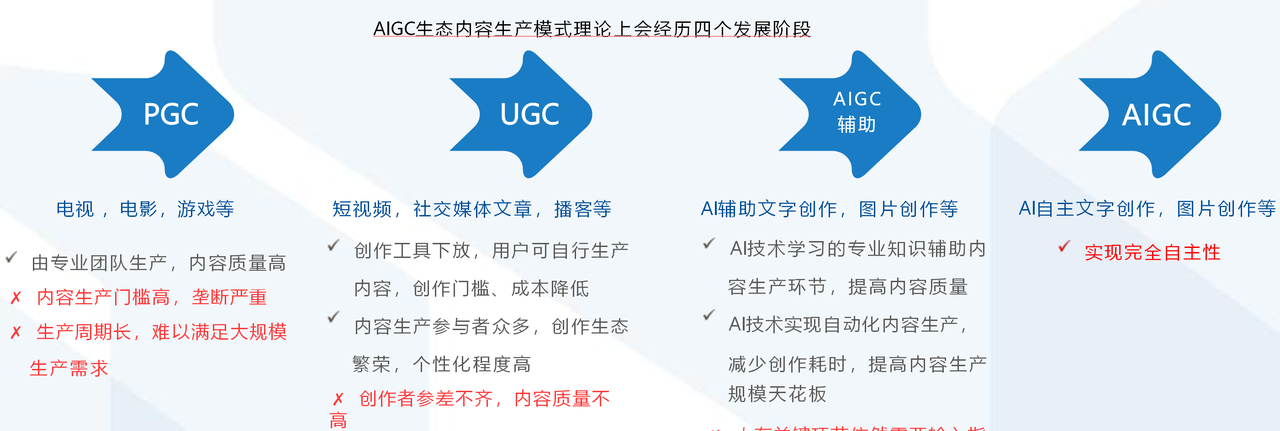 AIGC生态内容生产模式理论上会经历四个发展阶段
PGC
电视 ，电影，游戏等
✓ 由专业团队生产，内容质量高
✗ 内容生产门槛高，垄断严重
✗ 生产周期长，难以满足大规模
生产需求
UGC
短视频，社交媒体文章，播客等
✓ 创作工具下放，用户可自行生产
内容，创作门槛、成本降低
✓ 内容生产参与者众多，创作生态
繁荣，个性化程度高
✗ 创作者参差不齐，内容质量不
高
AIGC
辅助
AI辅助文字创作，图片创作等
✓ AI技术学习的专业知识辅助内
容生产环节，提高内容质量
✓ AI技术实现自动化内容生产，
减少创作耗时，提高内容生产
规模天花板
AIGC
AI自主文字创作，图片创作等
✓ 实现完全自主性